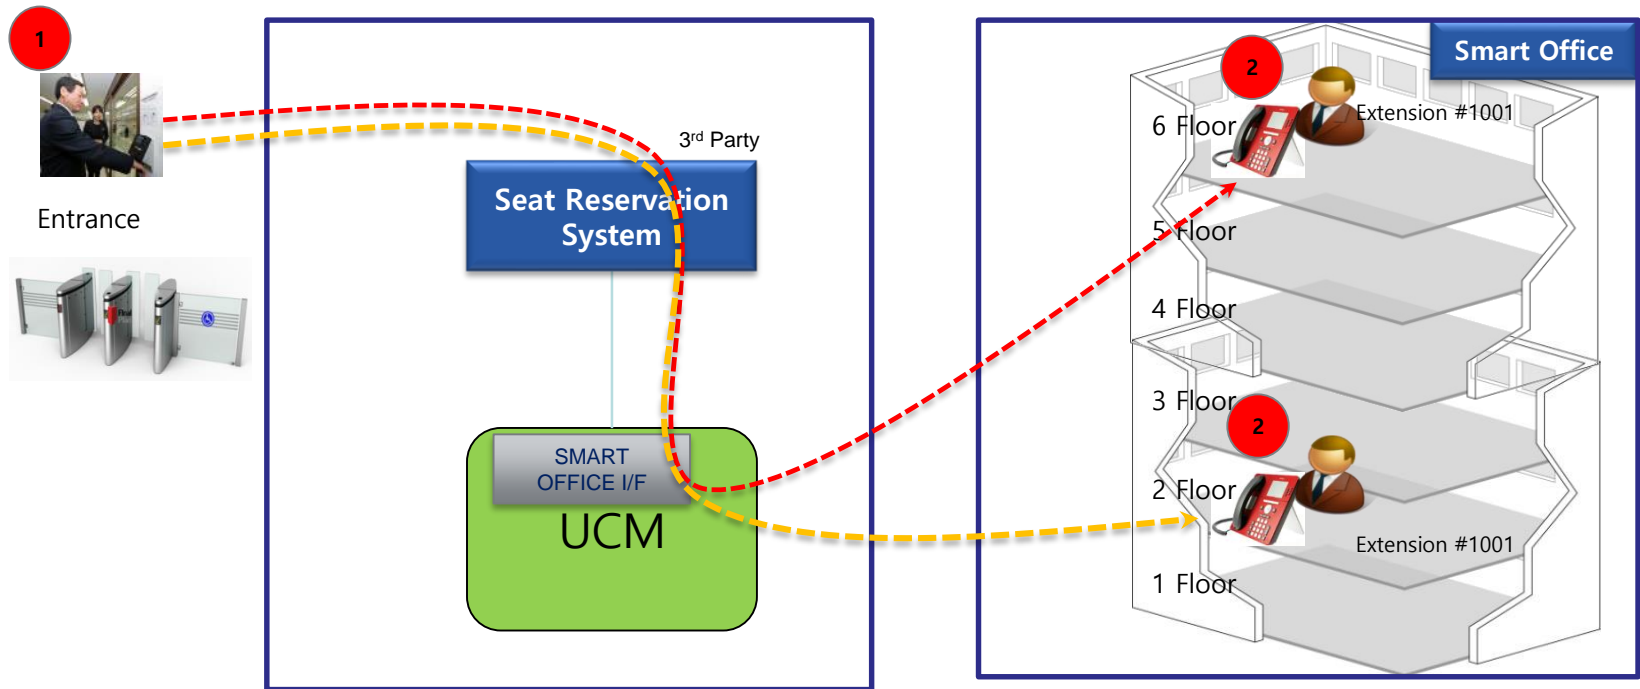 1
Entrance
3rd Party
Seat Reservation
System
SMART
OFFICE I/F
UCM
Smart Office
2
Extension #1001
6 Floor
5 Floor
4 Floor
3 Floor
2
2 Floor
Extension #1001
1 Floor